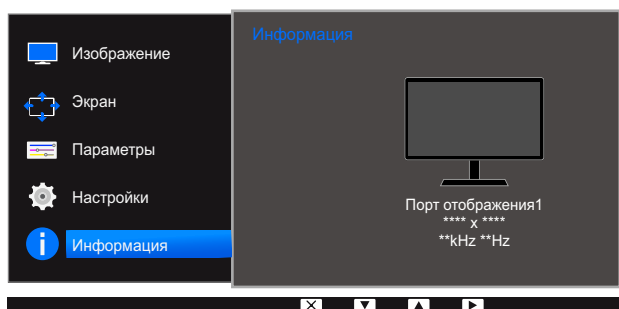 Информация
Изображение
Экран
Параметры
Настройки
Информация
Порт отображения1
**** x ****
**kHz **Hz